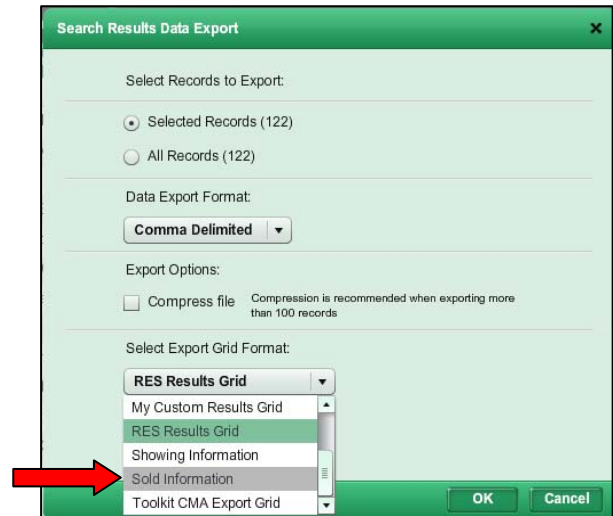 Search Results Data Export
Select Records to Export:
Selected Records (122)
All Records (122)
Data Export Format:
Comma Delimited
Export Options:
Compress file
Compression is recommended when exporting more
than 100 records
Select Export Grid Format:
RES Results Grid
My Custom Results Grid
RES Results Grid
Showing Information
Sold Information
Toolkit CMA Export Grid
OK
Cancel